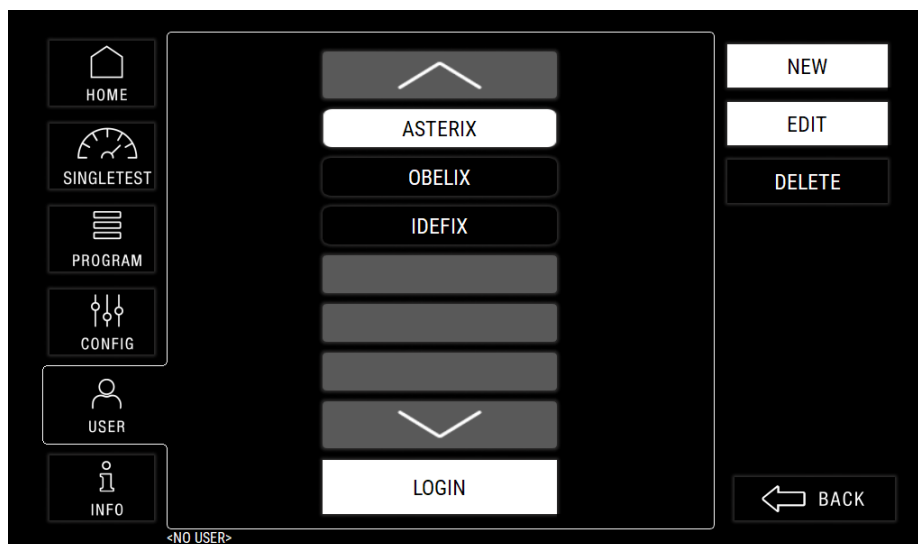 HOME
SINGLETEST
PROGRAM
CONFIG
USER
INFO
ASTERIX
OBELIX
IDEFIX
LOGIN
NEW
EDIT
DELETE
BACK
<NO USER>